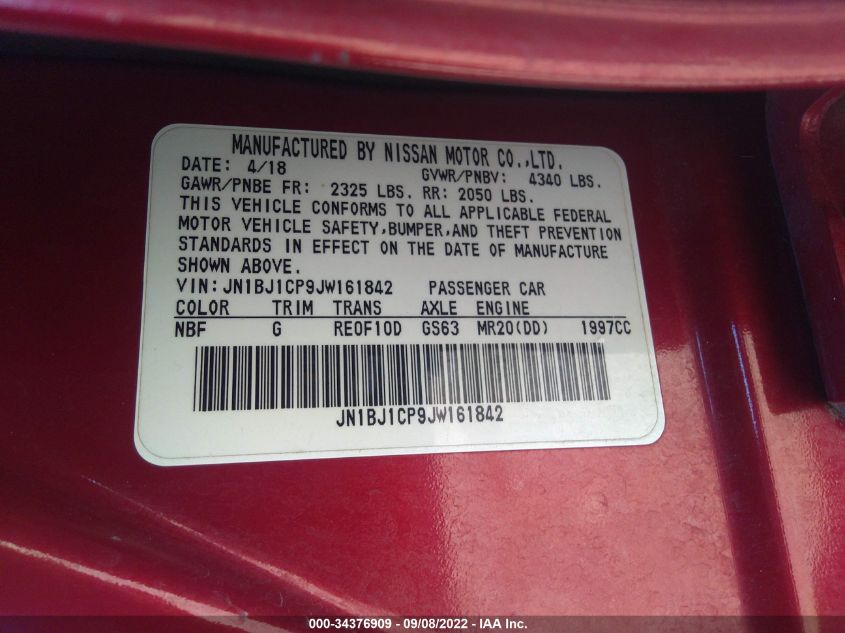 MANUFACTURED BY NISSAN MOTOR CO.,LTD.
DATE: 4/18 GVWR/PNBV: 4340 LBS.
GAWR/PNBE FR: 2325 LBS. RR: 2050 LBS.
THIS VEHICLE CONFORMS TO ALL APPLICABLE FEDERAL
MOTOR VEHICLE SAFETY,BUMPER,AND THEFT PREVENTION
STANDARDS IN EFFECT ON THE DATE OF MANUFACTURE
SHOWN ABOVE.
VIN:JN1BJ1CP9JW161842 PASSENGER CAR
COLOR TRIM TRANS AXLE ENGINE
NBF G RE0F10D GS63 MR20(DD) 1997CC
JN1BJ1CP9JW161842
000-34376909 - 09/08/2022 - IAA Inc.